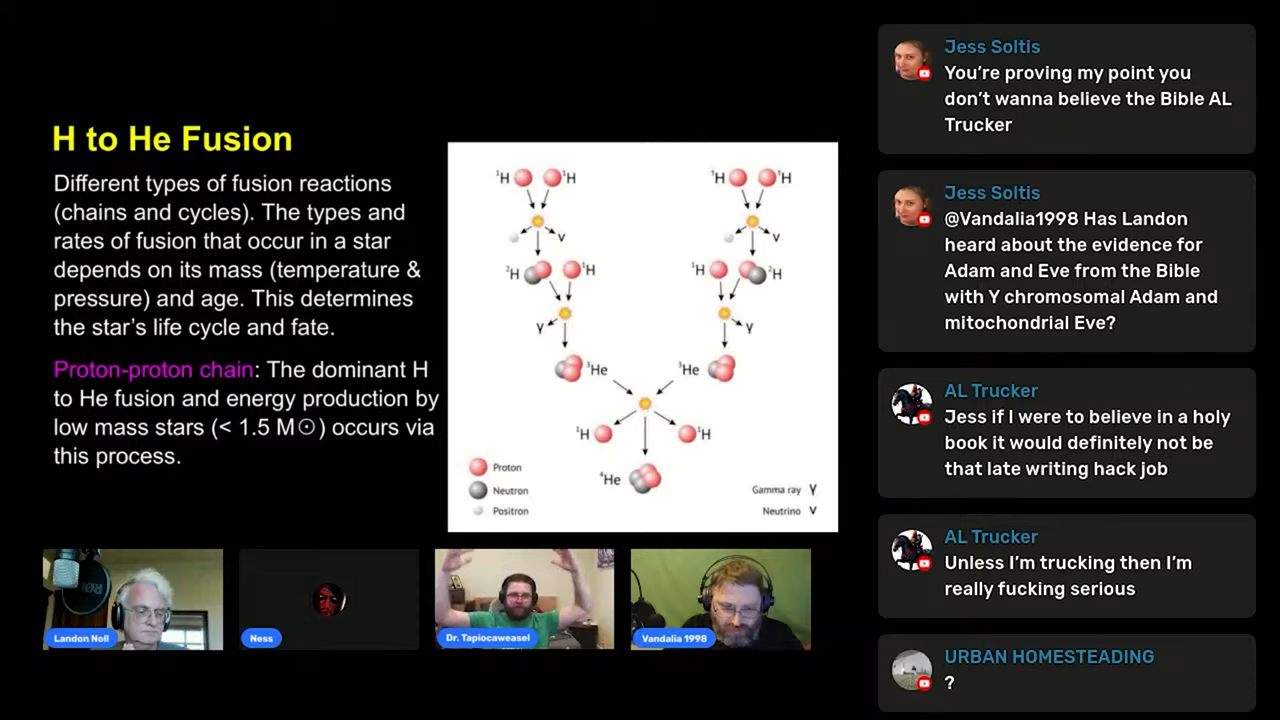 H to He Fusion
Different types of fusion reactions
(chains and cycles). The types and
rates of fusion that occur in a star
depends on its mass (temperature &
pressure) and age. This determines
the star's life cycle and fate.
Proton-proton chain: The dominant H
to He fusion and energy production by
low mass stars (< 1.5 M☉) occurs via
this process.
¹H ¹H ¹H ¹H
ν ν
²H ¹H ¹H ²H
γ γ
³He ³He
¹H ¹H
⁴He
Proton
Neutron
Positron
Gamma ray γ
Neutrino ν
Landon Noll
Ness
Dr. Tapiocaweasel
Vandalia 1998
Jess Soltis
You're proving my point you
don't wanna believe the Bible AL
Trucker
Jess Soltis
@Vandalia1998 Has Landon
heard about the evidence for
Adam and Eve from the Bible
with Y chromosomal Adam and
mitochondrial Eve?
AL Trucker
Jess if I were to believe in a holy
book it would definitely not be
that late writing hack job
AL Trucker
Unless I'm trucking then I'm
really fucking serious
URBAN HOMESTEADING
?